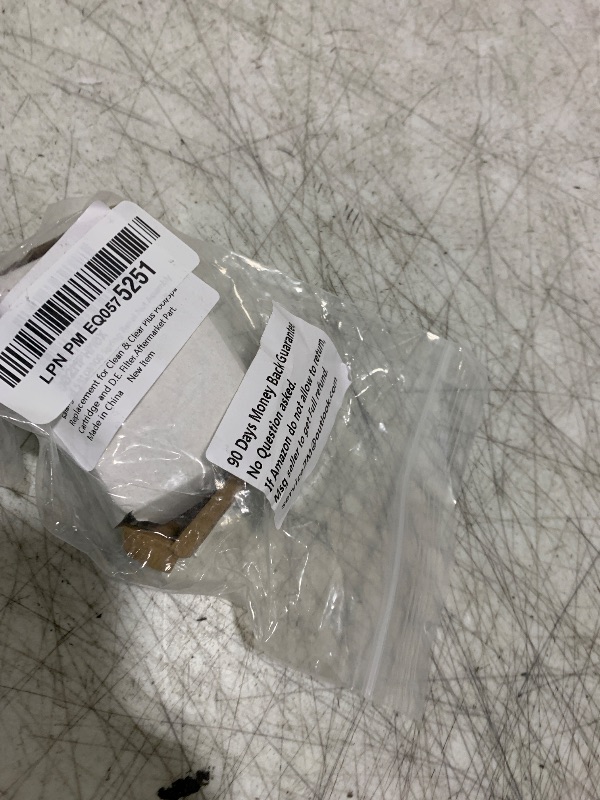 LPN PM EQ0575251
Replacement for Clean & Clear Plus
Cartridge and D.E. Filter. Aftermarket Part.
Made in China New Item
90 Days Money Back Guarantee
No Question asked.
If Amazon do not allow to return,
Msg seller to get Full refund.